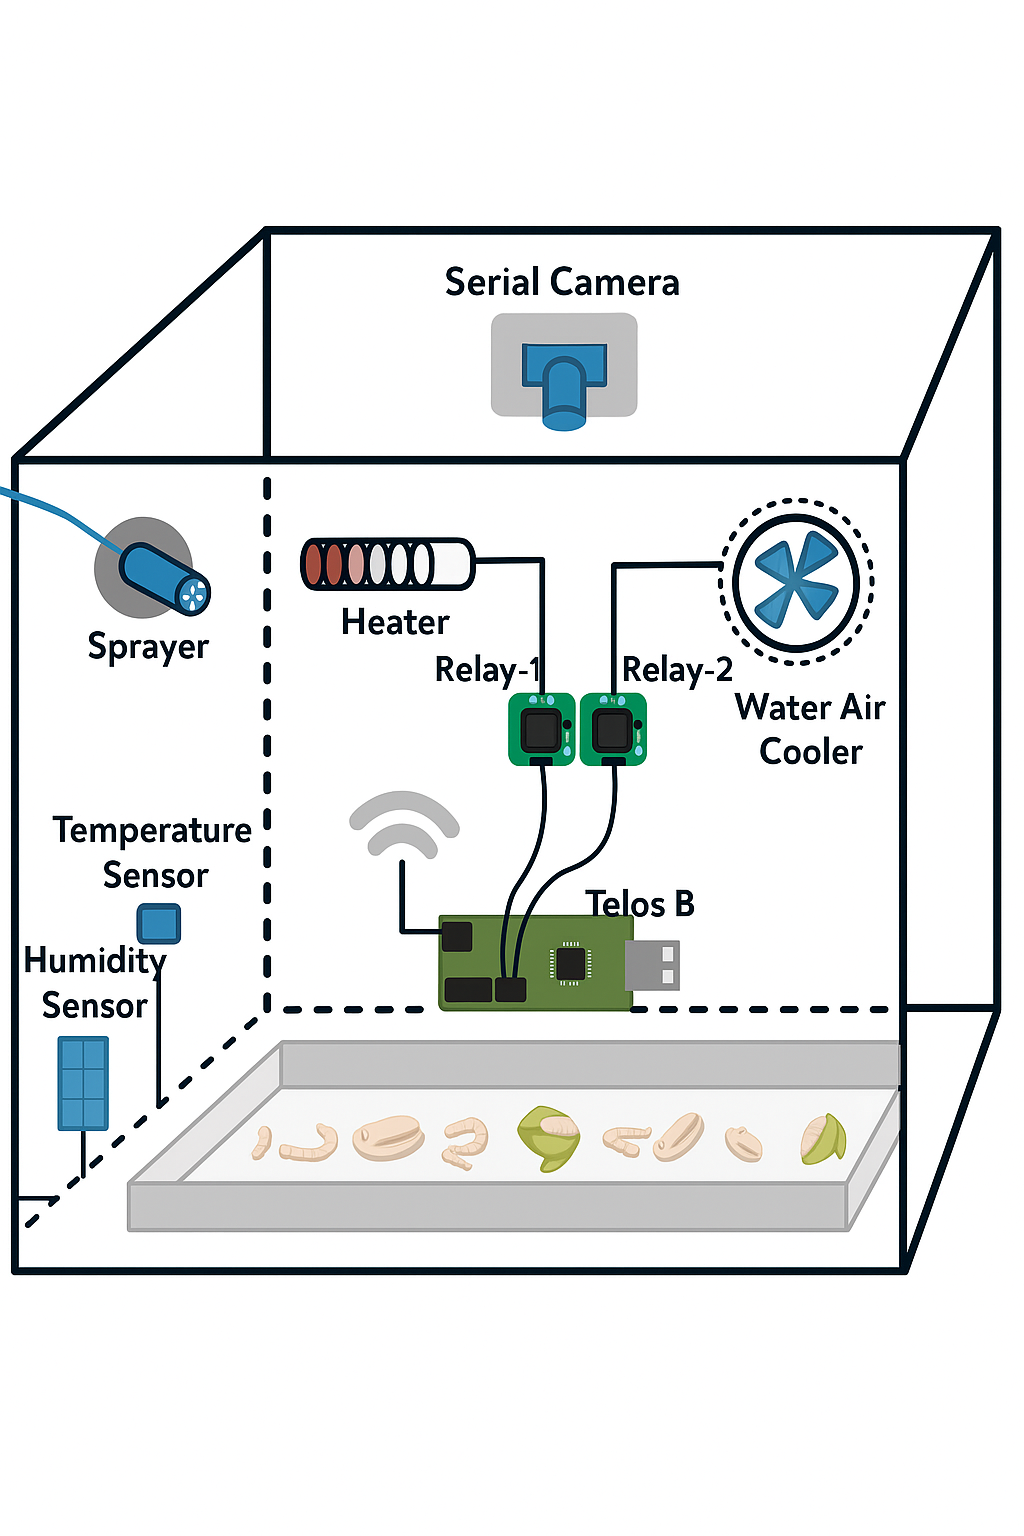 Serial Camera
Sprayer
Heater
Relay-1
Relay-2
Water Air
Cooler
Temperature
Sensor
Humidity
Sensor
Telos B